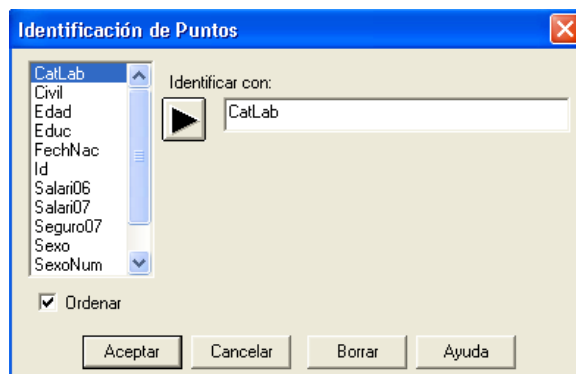 Identificación de Puntos
CatLab
Civil
Edad
Educ
FechNac
Id
Salari06
Salari07
Seguro07
Sexo
SexoNum
Identificar con:
CatLab
Ordenar
Aceptar
Cancelar
Borrar
Ayuda